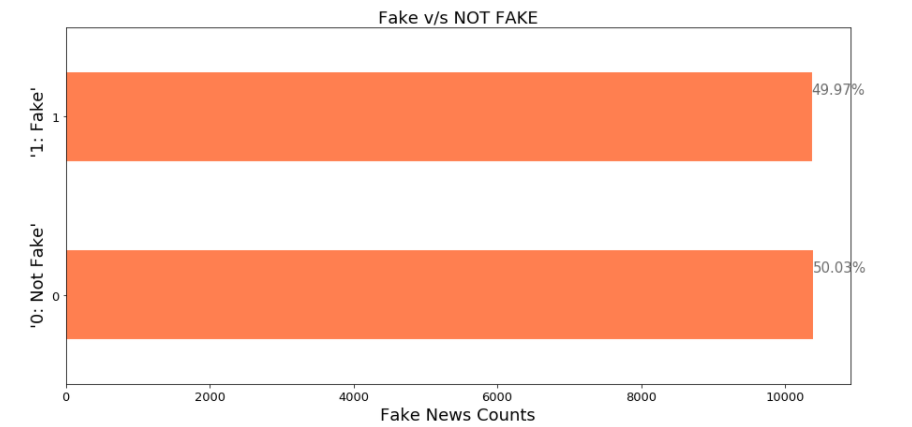 Fake v/s NOT FAKE
'1: Fake'
1
49.97%
'0: Not Fake'
0
50.03%
0 2000 4000 6000 8000 10000
Fake News Counts